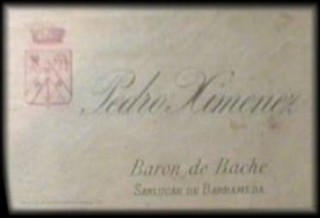 Pedro Ximenez
Baron de Bache
SANLUCAR DE BARRAMEDA